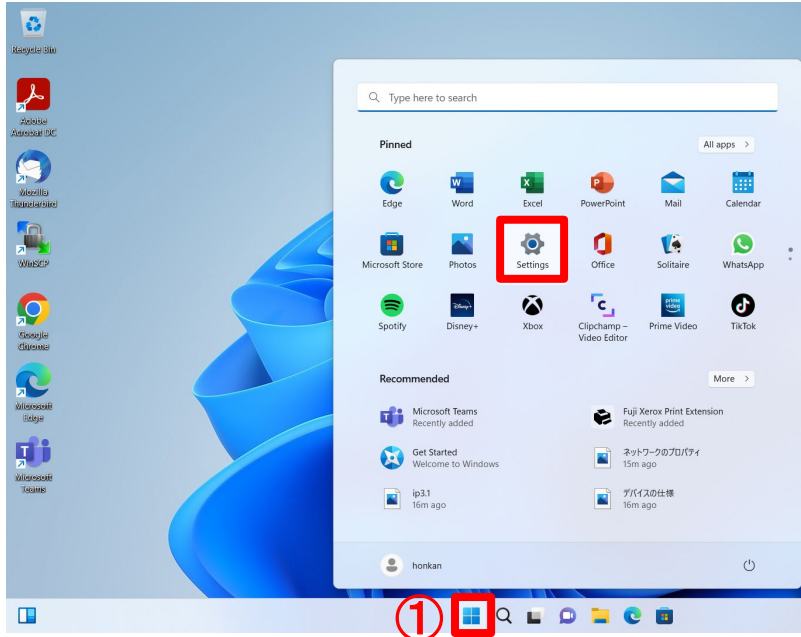 Recycle Bin
Adobe
Acrobat DC
Mozilla
Thunderbird
WinSCP
Google
Chrome
Microsoft
Edge
Microsoft
Teams
Type here to search
Pinned
All apps >
Edge
Word
Excel
PowerPoint
Mail
Calendar
Microsoft Store
Photos
Settings
Office
Solitaire
WhatsApp
Spotify
Disney+
Xbox
Clipchamp –
Video Editor
Prime Video
TikTok
Recommended
More >
Microsoft Teams
Recently added
Fuji Xerox Print Extension
Recently added
Get Started
Welcome to Windows
ネットワークのプロパティ
15m ago
ip3.1
16m ago
デバイスの仕様
16m ago
honkan
①